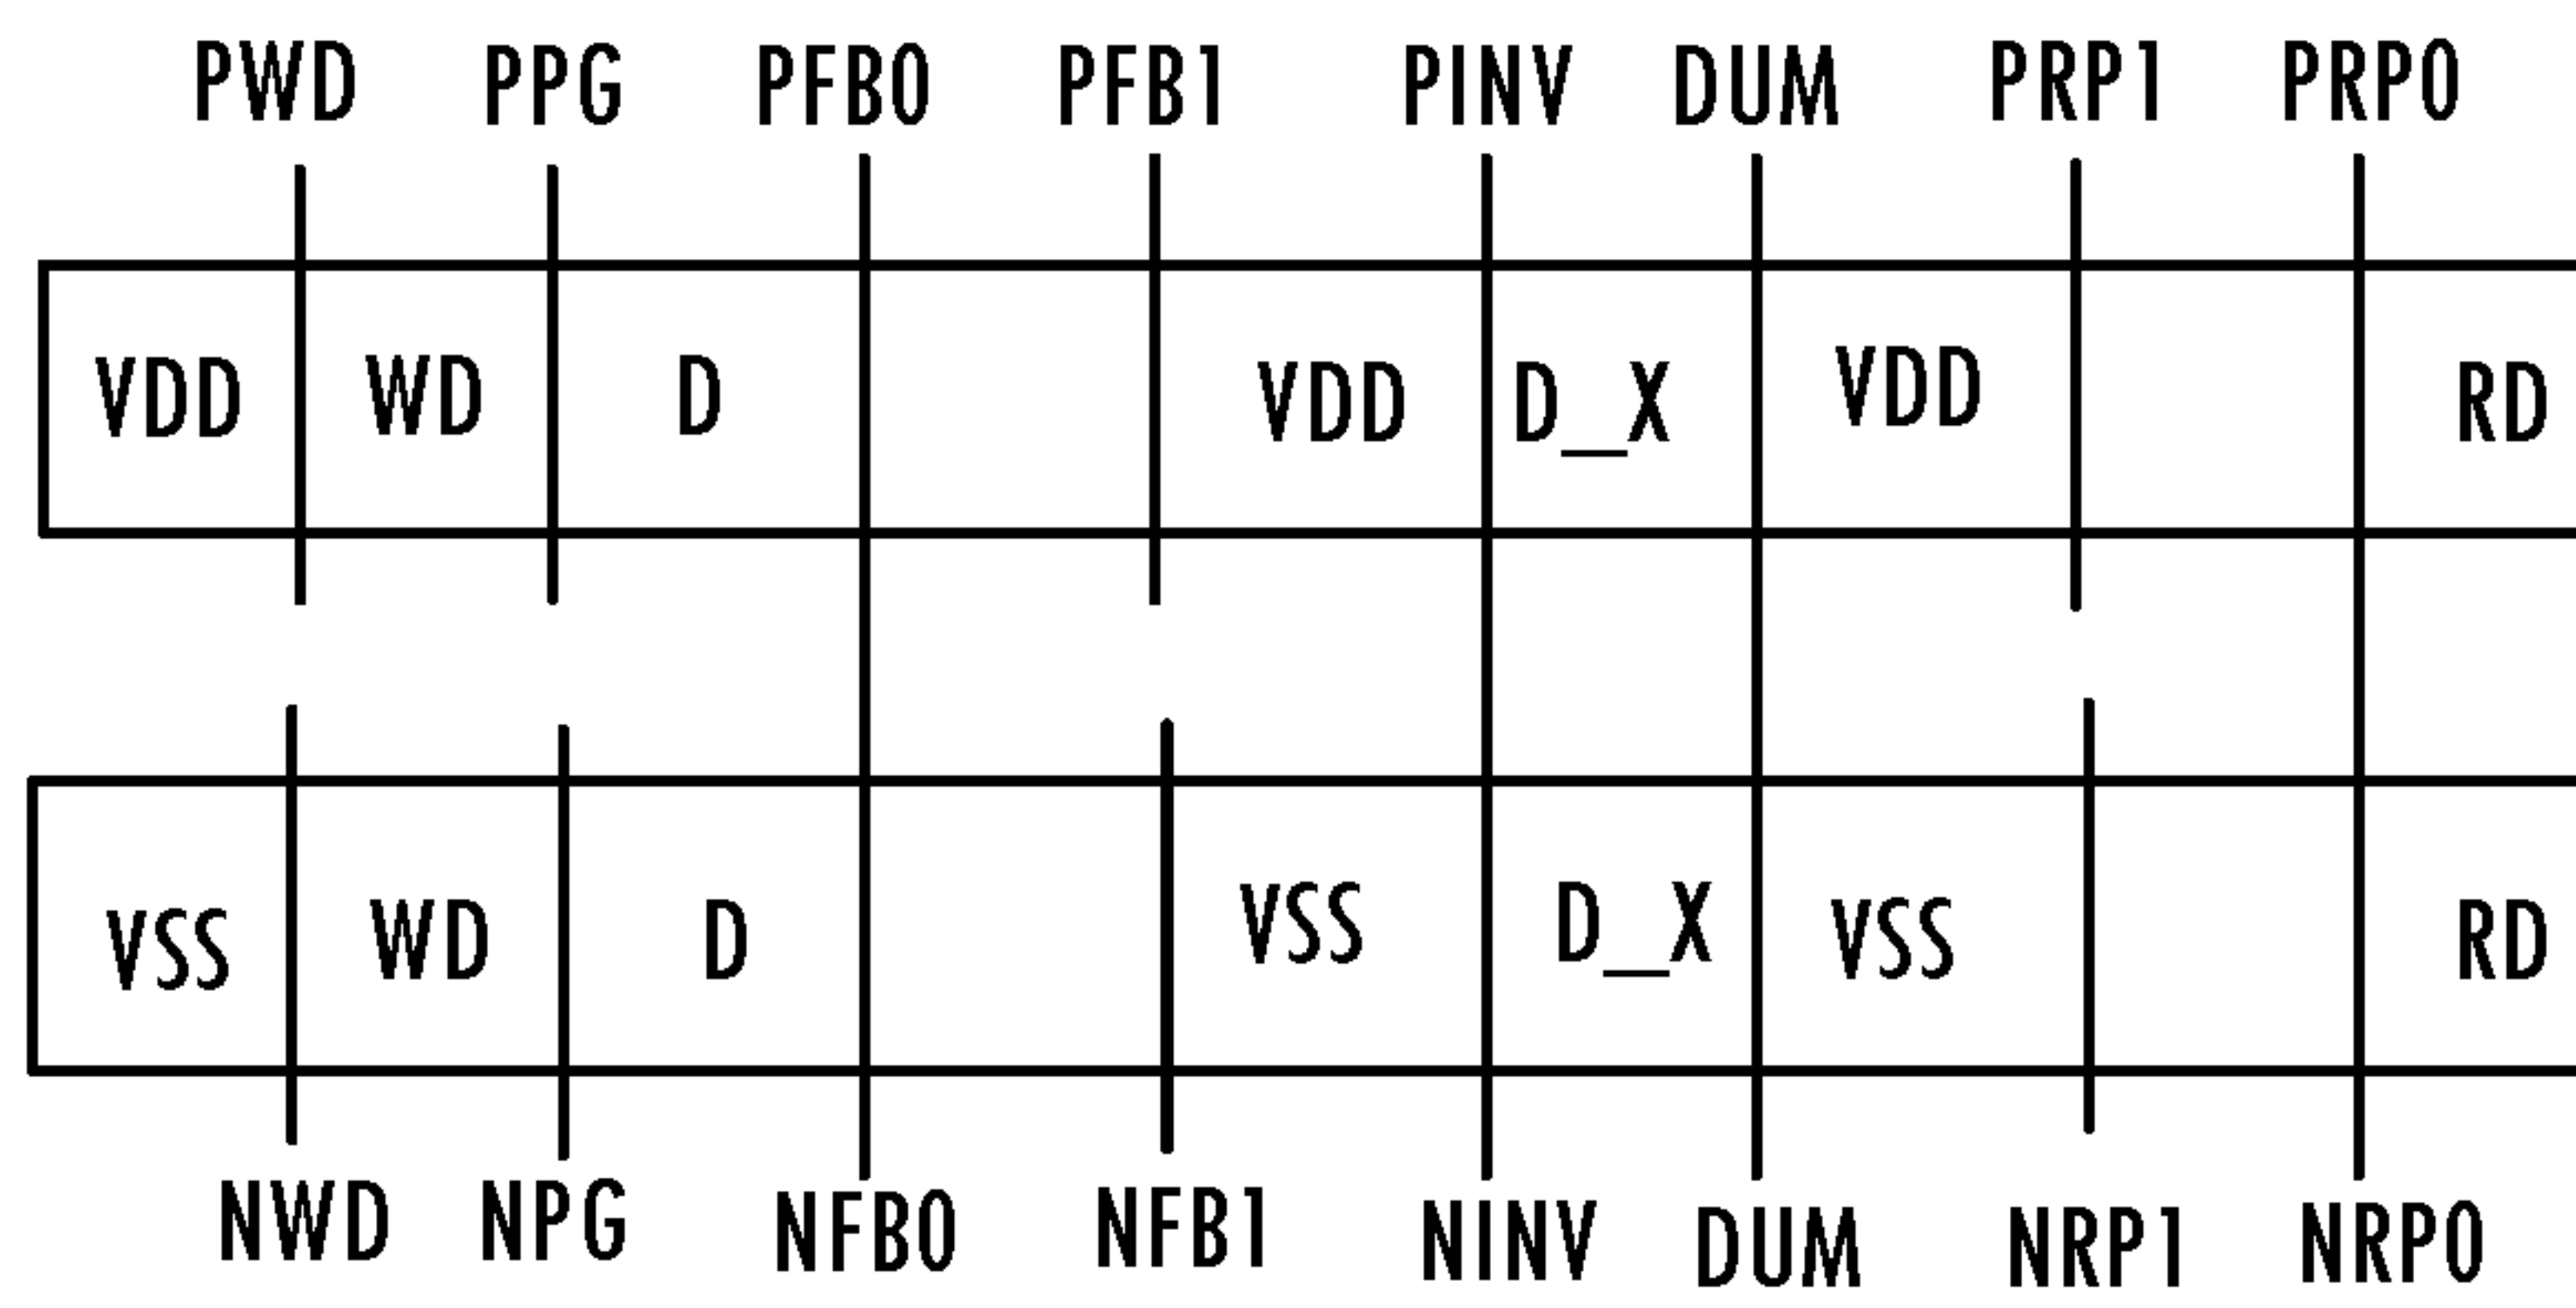 PWD PPG PFB0 PFB1 PINV DUM PRP1 PRP0
VDD WD D VDD D_X VDD RD
VSS WD D VSS D_X VSS RD
NWD NPG NFB0 NFB1 NINV DUM NRP1 NRP0